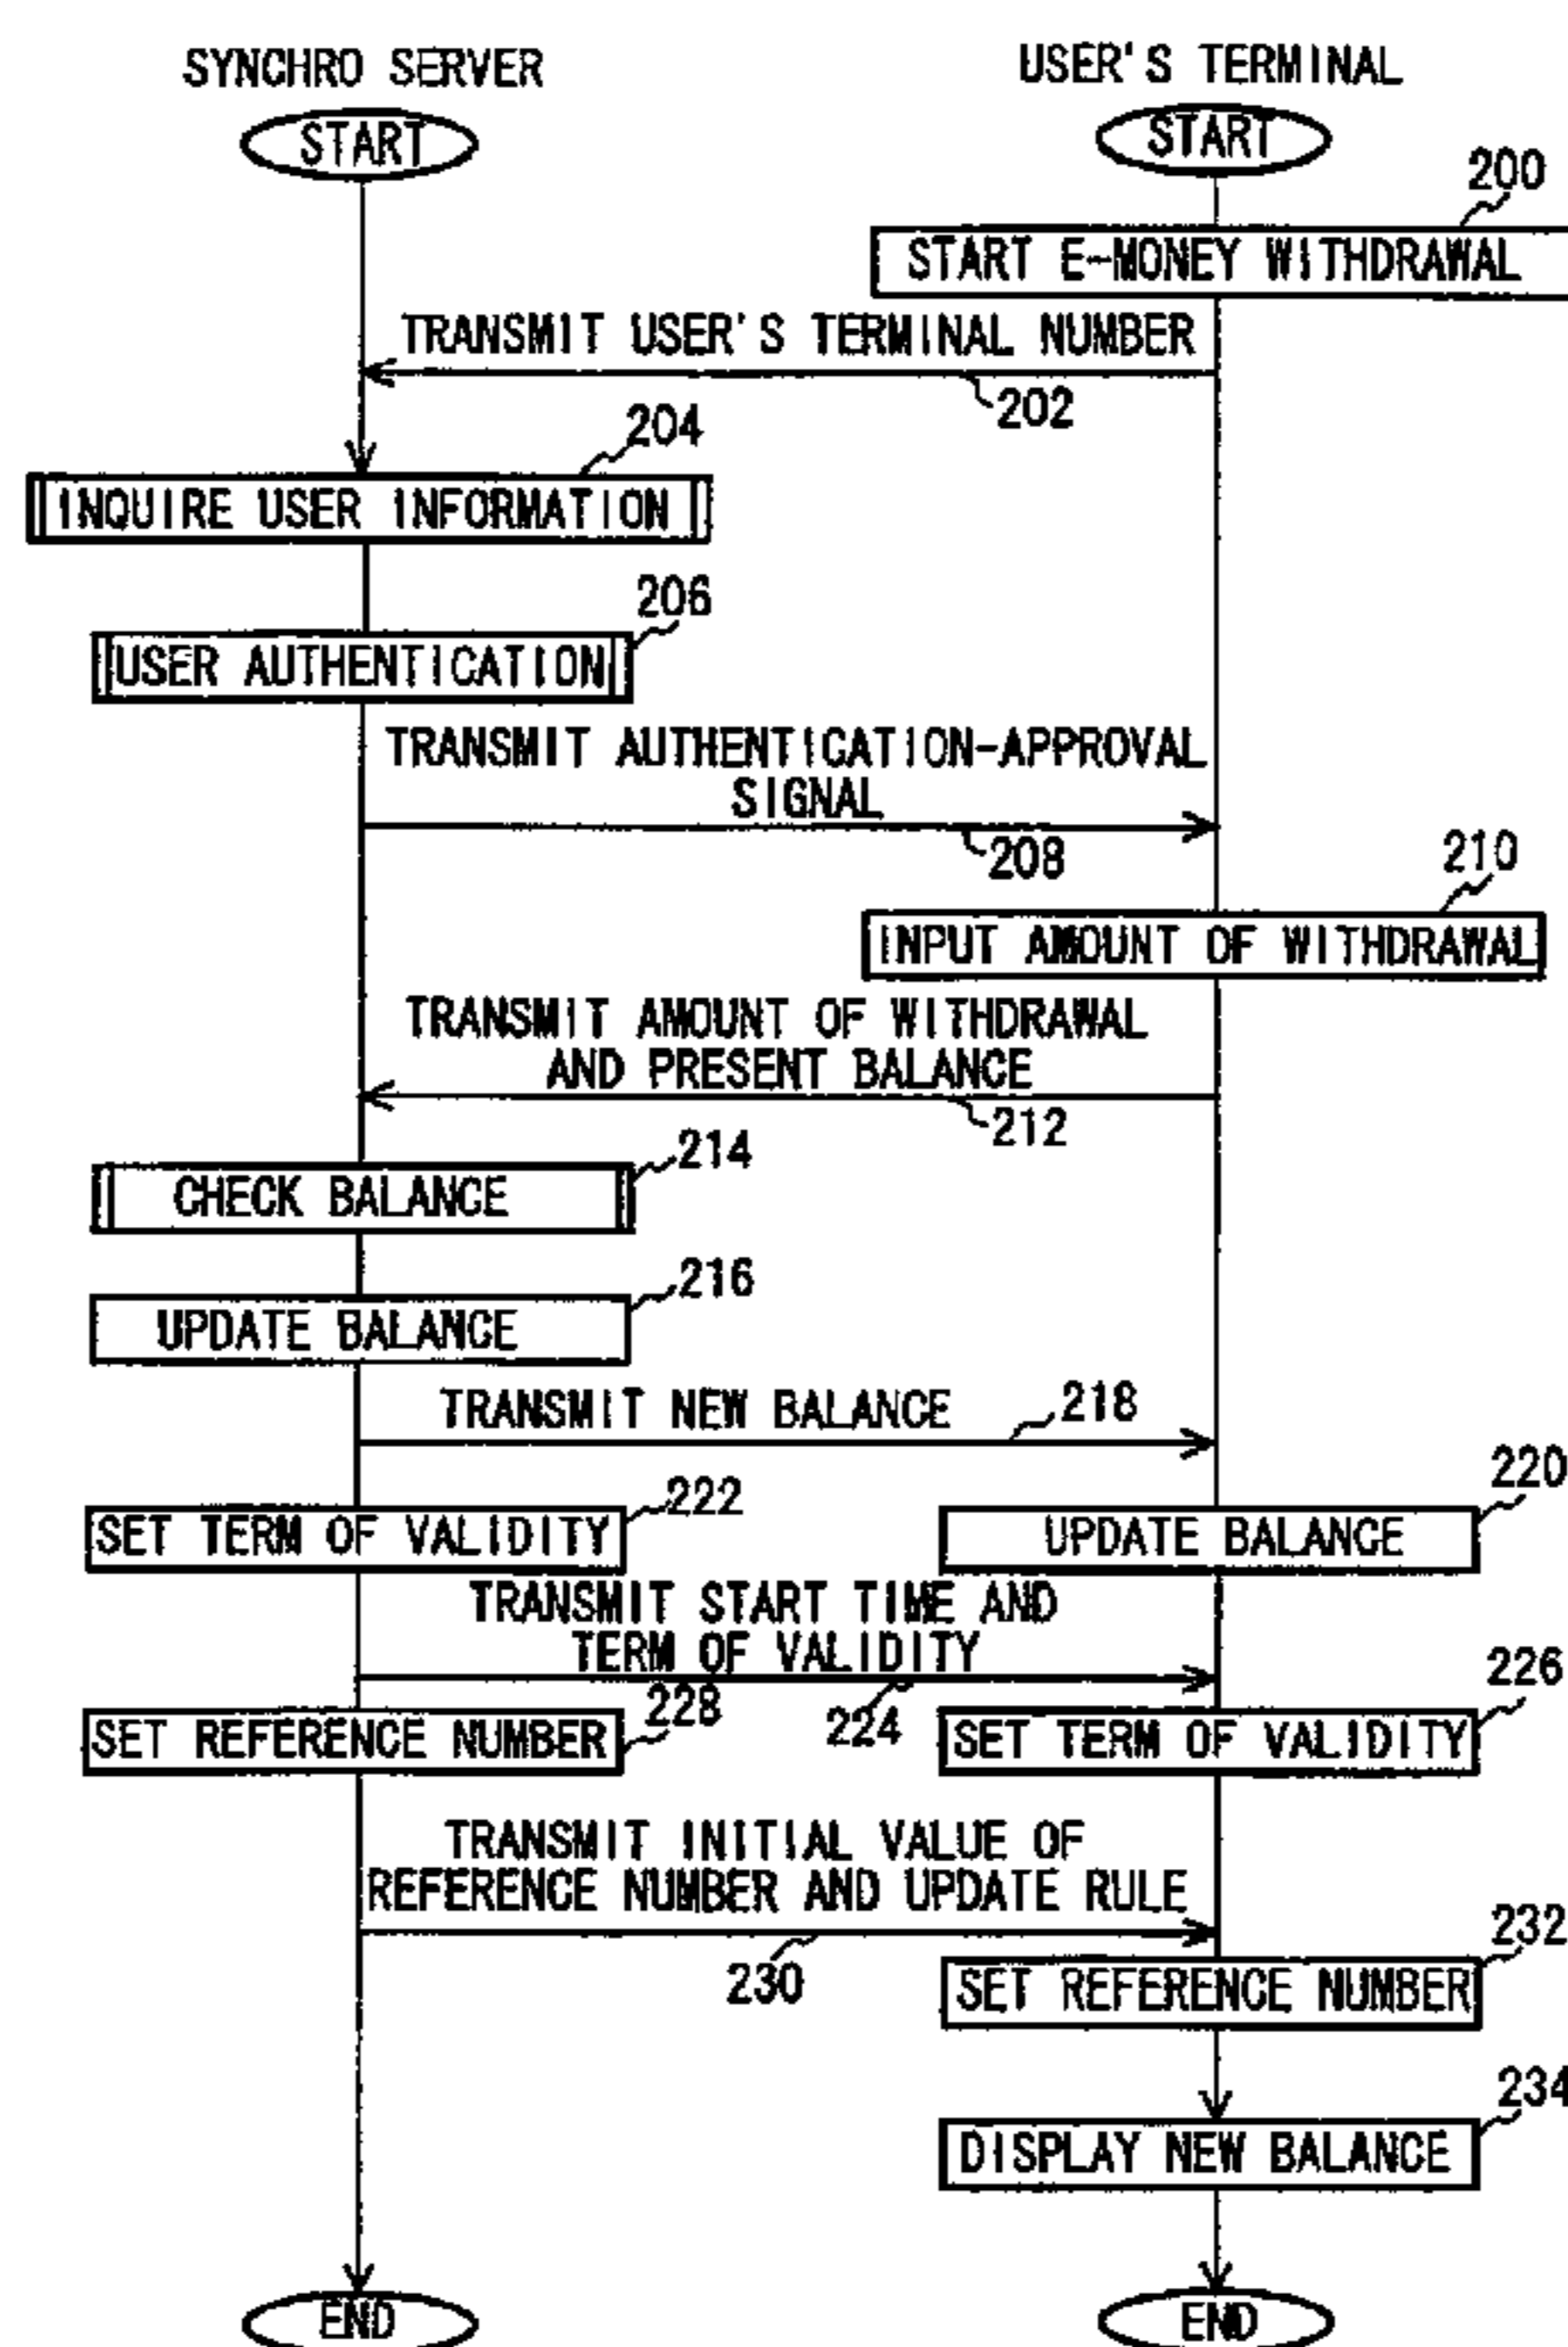 SYNCHRO SERVER
USER'S TERMINAL
START
START
200
START E-MONEY WITHDRAWAL
TRANSMIT USER'S TERMINAL NUMBER
202
204
INQUIRE USER INFORMATION
206
USER AUTHENTICATION
TRANSMIT AUTHENTICATION-APPROVAL
SIGNAL
208
210
INPUT AMOUNT OF WITHDRAWAL
TRANSMIT AMOUNT OF WITHDRAWAL
AND PRESENT BALANCE
212
214
CHECK BALANCE
216
UPDATE BALANCE
TRANSMIT NEW BALANCE
218
220
222
SET TERM OF VALIDITY
UPDATE BALANCE
TRANSMIT START TIME AND
TERM OF VALIDITY
226
228
224
SET REFERENCE NUMBER
SET TERM OF VALIDITY
TRANSMIT INITIAL VALUE OF
REFERENCE NUMBER AND UPDATE RULE
230
232
SET REFERENCE NUMBER
234
DISPLAY NEW BALANCE
END
END